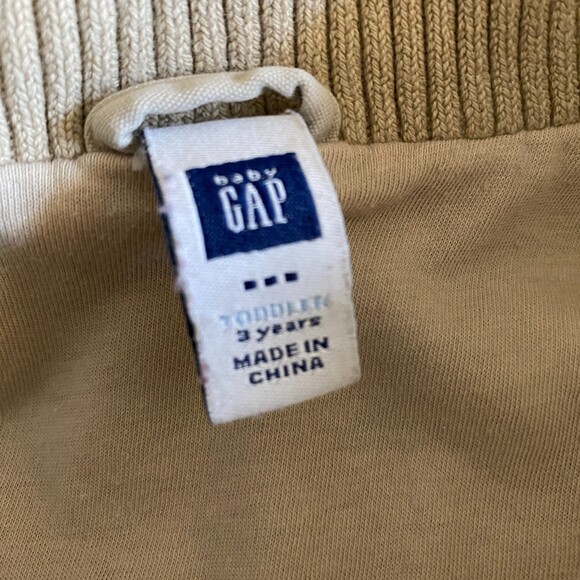 baby
GAP
TODDLER
3 years
MADE IN
CHINA